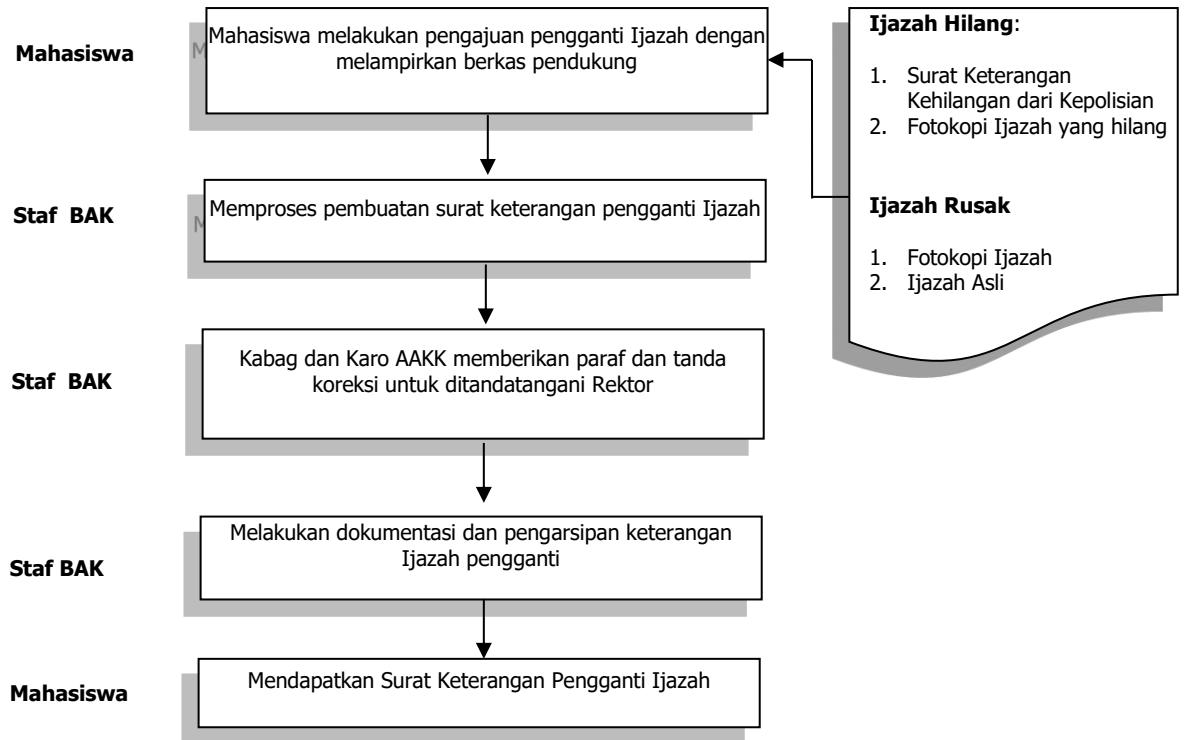 Mahasiswa
Mahasiswa melakukan pengajuan pengganti Ijazah dengan
melampirkan berkas pendukung
Ijazah Hilang:
1. Surat Keterangan
Kehilangan dari Kepolisian
2. Fotokopi Ijazah yang hilang
Ijazah Rusak
1. Fotokopi Ijazah
2. Ijazah Asli
Staf BAK
Memproses pembuatan surat keterangan pengganti Ijazah
Staf BAK
Kabag dan Karo AAKK memberikan paraf dan tanda
koreksi untuk ditandatangani Rektor
Staf BAK
Melakukan dokumentasi dan pengarsipan keterangan
Ijazah pengganti
Mahasiswa
Mendapatkan Surat Keterangan Pengganti Ijazah